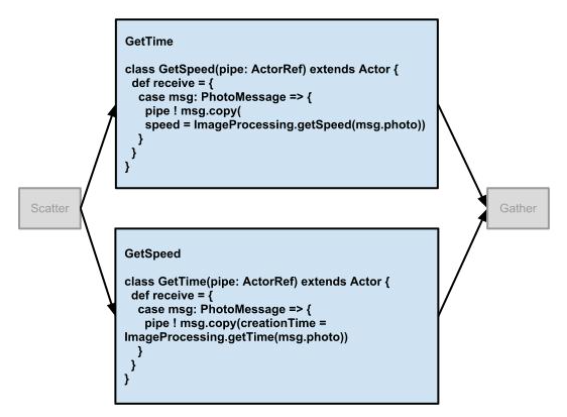 GetTime
class GetSpeed(pipe: ActorRef) extends Actor {
def receive = {
case msg: PhotoMessage => {
pipe ! msg.copy(
speed = ImageProcessing.getSpeed(msg.photo))
}
}
}
Scatter
Gather
GetSpeed
class GetTime(pipe: ActorRef) extends Actor {
def receive = {
case msg: PhotoMessage => {
pipe ! msg.copy(creationTime =
ImageProcessing.getTime(msg.photo))
}
}
}